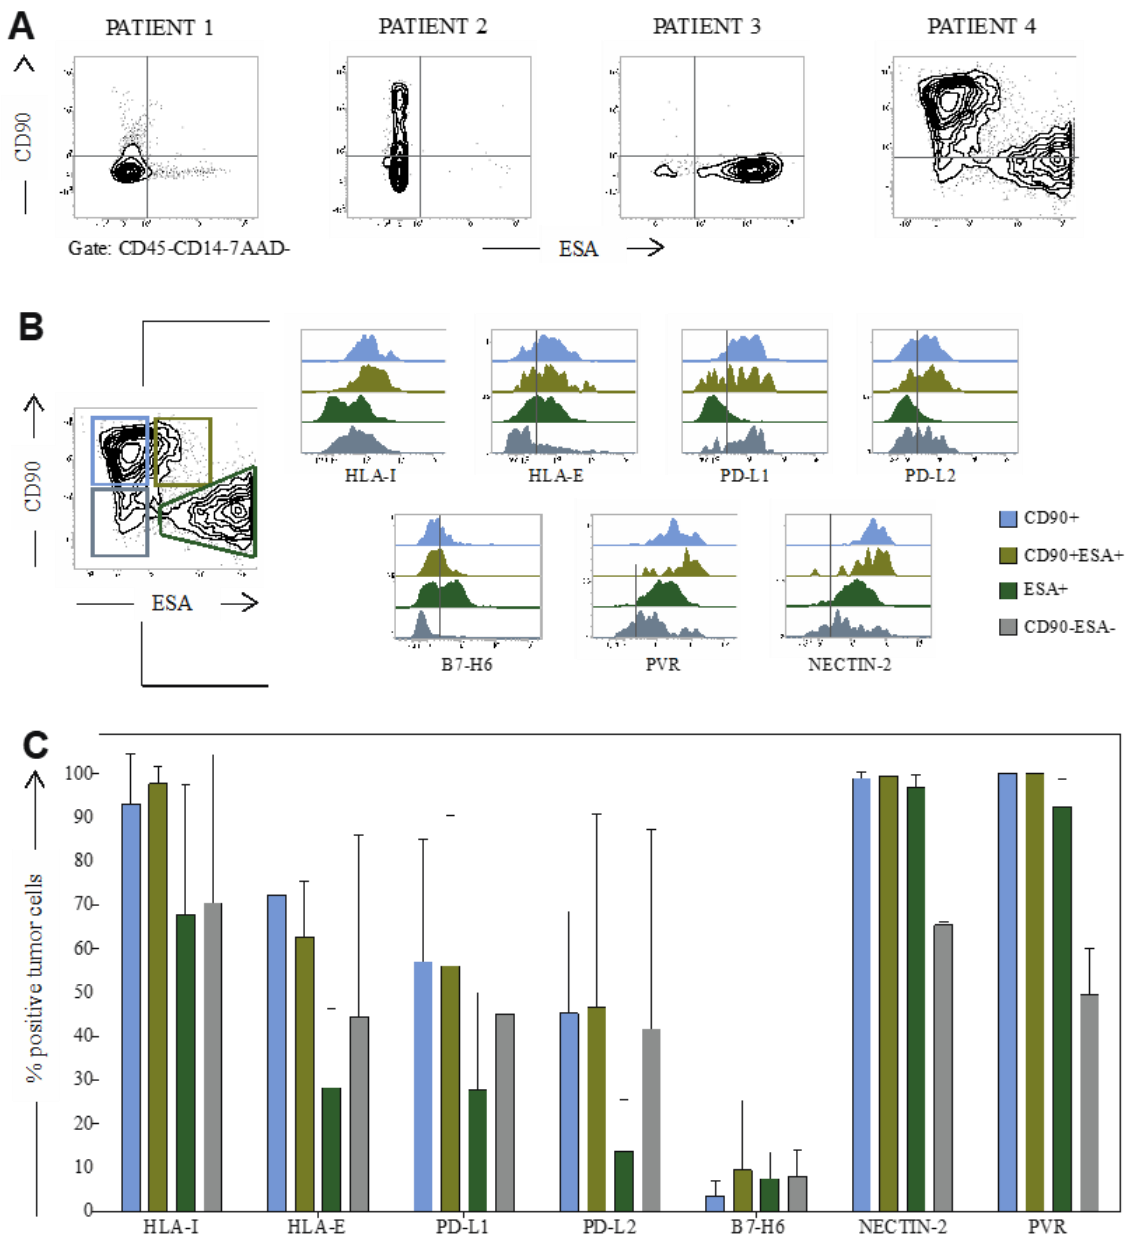 A
PATIENT 1
PATIENT 2
PATIENT 3
PATIENT 4
CD90
Gate: CD45-CD14-7AAD-
ESA
B
CD90
ESA
HLA-I
HLA-E
PD-L1
PD-L2
B7-H6
PVR
NECTIN-2
CD90+
CD90+ESA+
ESA+
CD90-ESA-
C
% positive tumor cells
100
90
80
70
60
50
40
30
20
10
0
HLA-I
HLA-E
PD-L1
PD-L2
B7-H6
NECTIN-2
PVR